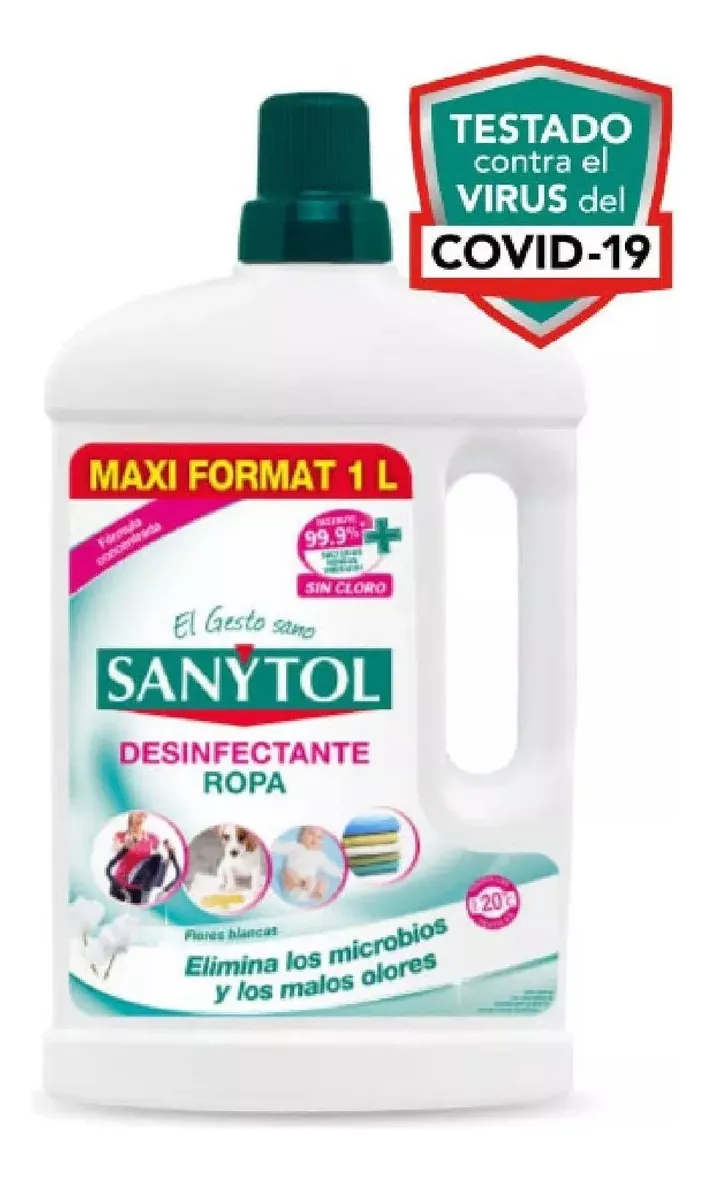 TESTADO
contra el
VIRUS del
COVID-19
MAXI FORMAT 1 L
Fórmula
concentrada
99.9%
SIN CLORO
El Gesto sano
SANYTOL
DESINFECTANTE
ROPA
20°C
Flores blancas
Elimina los microbios
y los malos olores